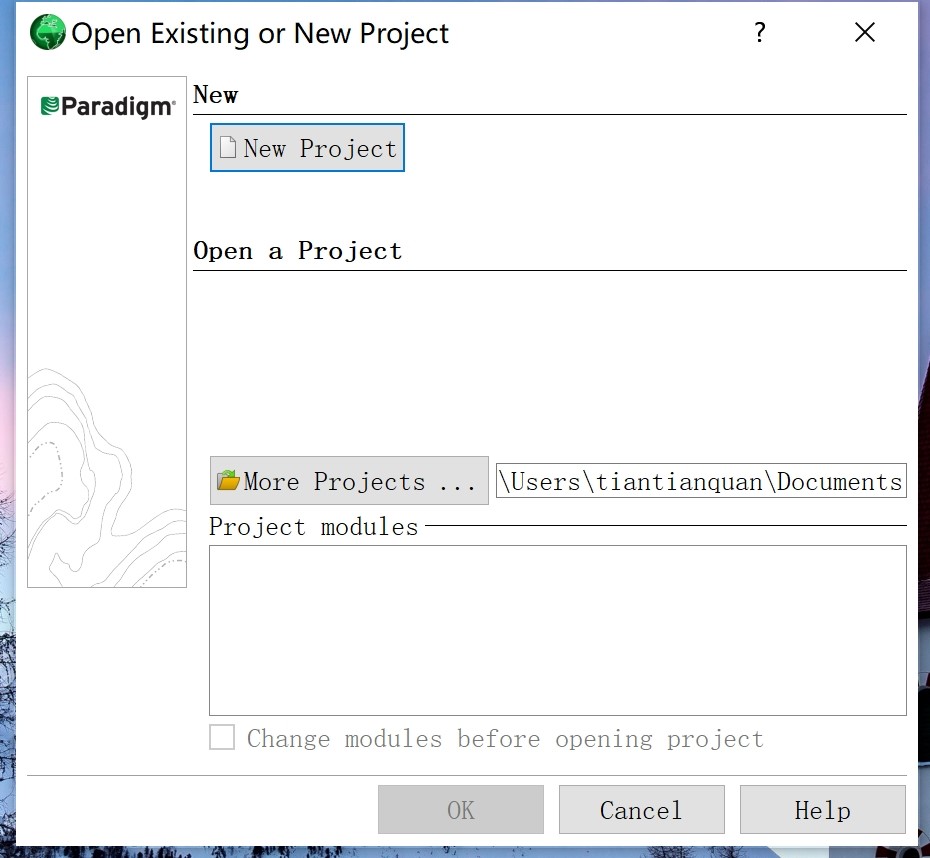 Open Existing or New Project
?
Paradigm®
New
New Project
Open a Project
More Projects ...
\Users\tiantianquan\Documents
Project modules
Change modules before opening project
OK
Cancel
Help